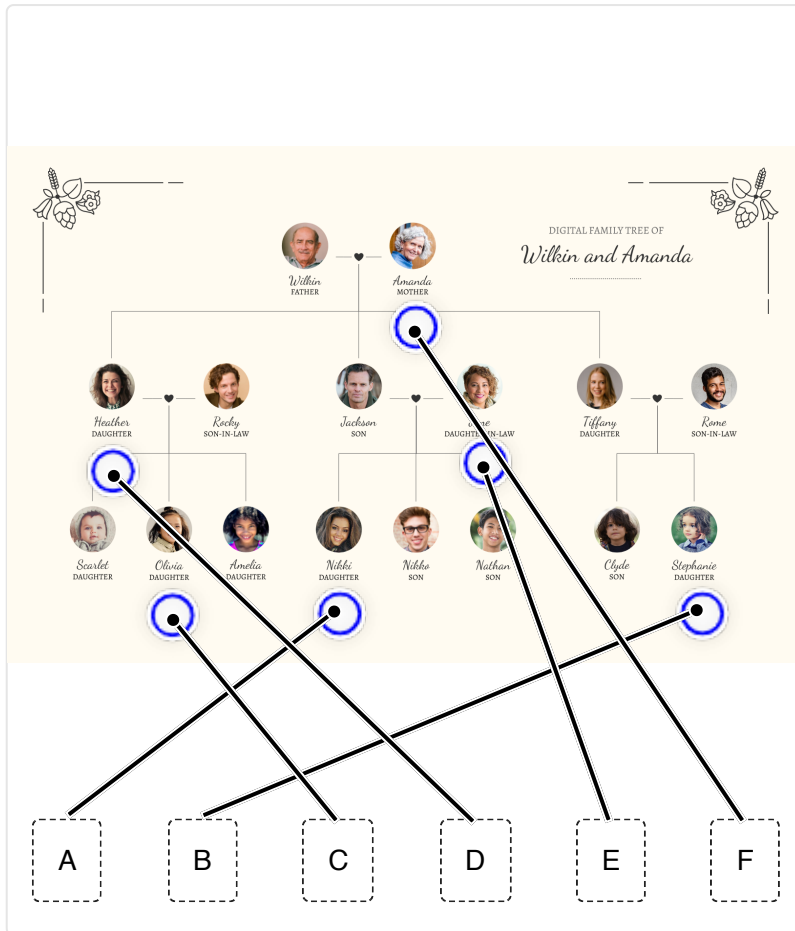 DIGITAL FAMILY TREE OF
Wilkin and Amanda
Wilkin
FATHER
Amanda
MOTHER
Heather
DAUGHTER
Rocky
SON-IN-LAW
Jackson
SON
DAUGHTER-IN-LAW
Tiffany
DAUGHTER
Rome
SON-IN-LAW
Scarlet
DAUGHTER
Olivia
DAUGHTER
Amelia
DAUGHTER
Nikki
DAUGHTER
Nikko
SON
Nathan
SON
Clyde
SON
Stephanie
DAUGHTER
A B C D E F